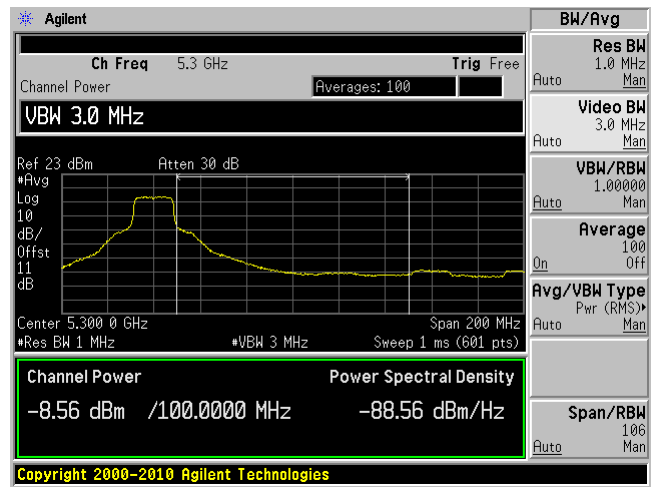 Agilent
BW/Avg
Ch Freq 5.3 GHz Trig Free
Channel Power Averages: 100
VBW 3.0 MHz
Ref 23 dBm Atten 30 dB
#Avg
Log
10
dB/
Offst
11
dB
Center 5.300 0 GHz Span 200 MHz
#Res BW 1 MHz #VBW 3 MHz Sweep 1 ms (601 pts)
Channel Power Power Spectral Density
-8.56 dBm /100.0000 MHz -88.56 dBm/Hz
Copyright 2000-2010 Agilent Technologies
Res BW
1.0 MHz
Auto Man
Video BW
3.0 MHz
Auto Man
VBW/RBW
1.00000
Auto Man
Average
100
On Off
Avg/VBW Type
Pwr (RMS)▸
Auto Man
Span/RBW
106
Auto Man